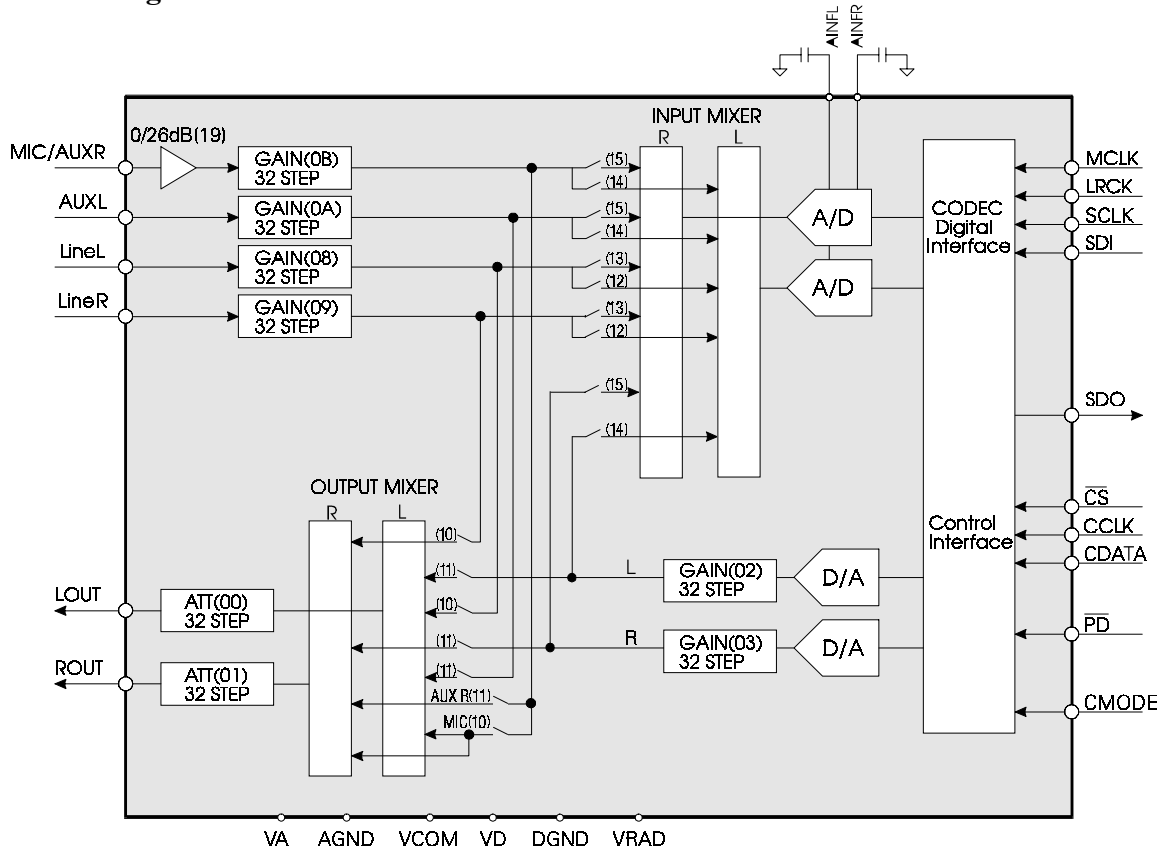 AINFL
AINFR
INPUT MIXER
R
L
0/26dB(19)
MIC/AUXR
GAIN(0B)
32 STEP
(15)
(14)
AUXL
GAIN(0A)
32 STEP
(15)
(14)
LineL
GAIN(08)
32 STEP
(13)
(12)
LineR
GAIN(09)
32 STEP
(13)
(12)
(15)
(14)
A/D
A/D
CODEC
Digital
Interface
MCLK
LRCK
SCLK
SDI
SDO
Control
Interface
CS
CCLK
CDATA
PD
CMODE
OUTPUT MIXER
R
L
(10)
(11)
(10)
(11)
(11)
AUX R(11)
MIC(10)
L
GAIN(02)
32 STEP
D/A
R
GAIN(03)
32 STEP
D/A
LOUT
ATT(00)
32 STEP
ROUT
ATT(01)
32 STEP
VA
AGND
VCOM
VD
DGND
VRAD